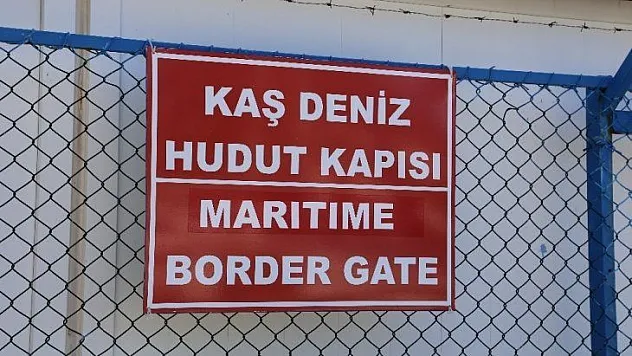 KAŞ DENİZ
HUDUT KAPISI
MARITIME
BORDER GATE